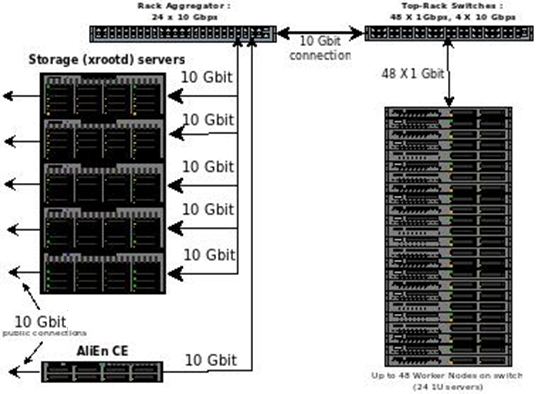 Rack Aggregator :
24 x 10 Gbps
Top-Rack Switches :
48 X 1Gbps, 4 X 10 Gbps
10 Gbit
connection
Storage (xrootd) servers
10 Gbit
48 X 1 Gbit
10 Gbit
10 Gbit
10 Gbit
10 Gbit
10 Gbit
public connections
AliEn CE
10 Gbit
Up to 48 Worker Nodes on switch
(24 1U servers)